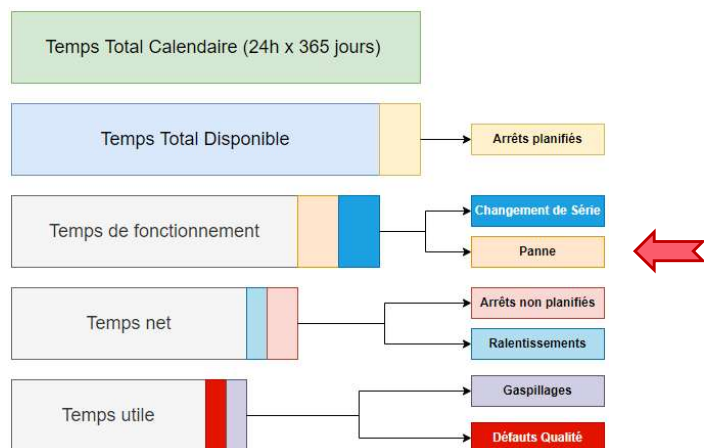 Temps Total Calendaire (24h x 365 jours)
Temps Total Disponible
Arrêts planifiés
Temps de fonctionnement
Changement de Série
Panne
Temps net
Arrêts non planifiés
Ralentissements
Temps utile
Gaspillages
Défauts Qualité